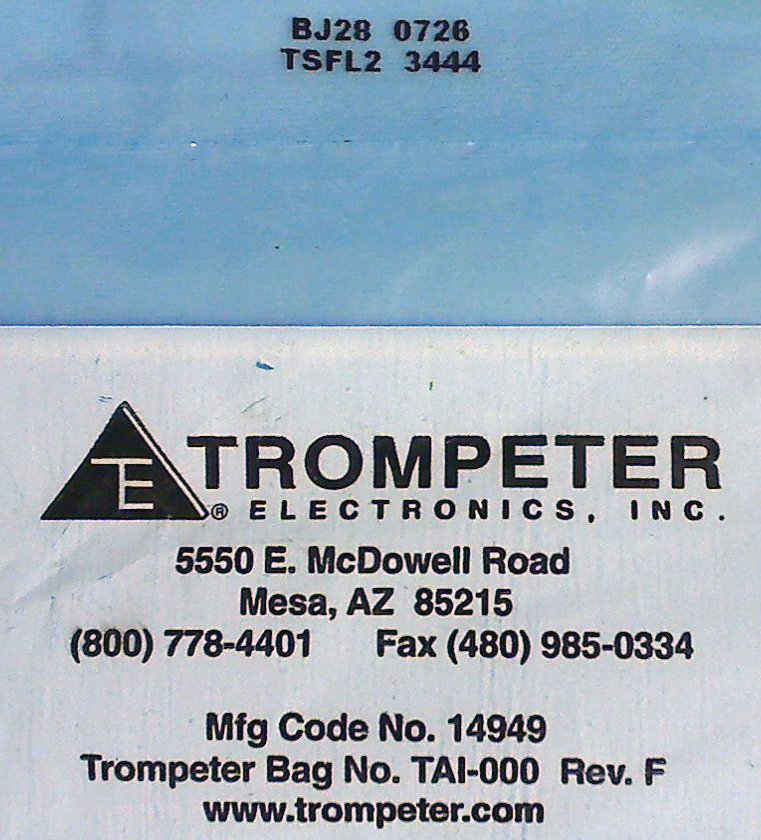 BJ28 0726
TSFL2 3444
TE
TROMPETER
® ELECTRONICS, INC.
5550 E. McDowell Road
Mesa, AZ 85215
(800) 778-4401 Fax (480) 985-0334
Mfg Code No. 14949
Trompeter Bag No. TAI-000 Rev. F
www.trompeter.com